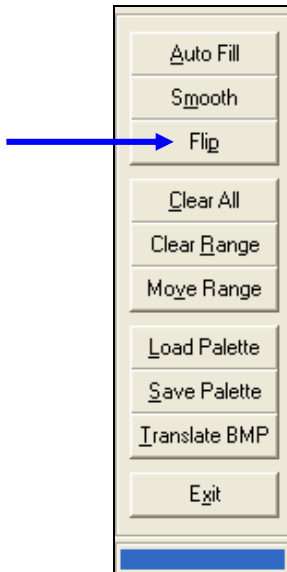 Auto Fill
Smooth
Flip
Clear All
Clear Range
Move Range
Load Palette
Save Palette
Translate BMP
Exit